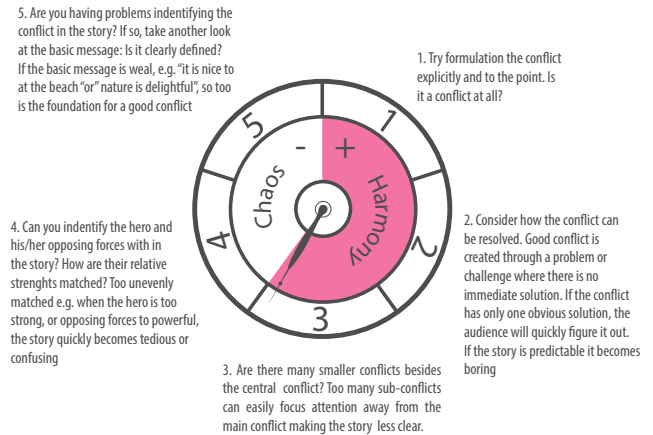 5. Are you having problems indentifying the
conflict in the story? If so, take another look
at the basic message: Is it clearly defined?
If the basic message is weal, e.g. “it is nice to
at the beach “or” nature is delightful”, so too
is the foundation for a good conflict
1. Try formulation the conflict
explicitly and to the point. Is
it a conflict at all?
5
1
-
+
Chaos
Harmony
4
2
3
4. Can you indentify the hero and
his/her opposing forces with in
the story? How are their relative
strenghts matched? Too unevenly
matched e.g. when the hero is too
strong, or opposing forces to powerful,
the story quickly becomes tedious or
confusing
2. Consider how the conflict can
be resolved. Good conflict is
created through a problem or
challenge where there is no
immediate solution. If the conflict
has only one obvious solution, the
audience will quickly figure it out.
If the story is predictable it becomes
boring
3. Are there many smaller conflicts besides
the central conflict? Too many sub-conflicts
can easily focus attention away from the
main conflict making the story less clear.